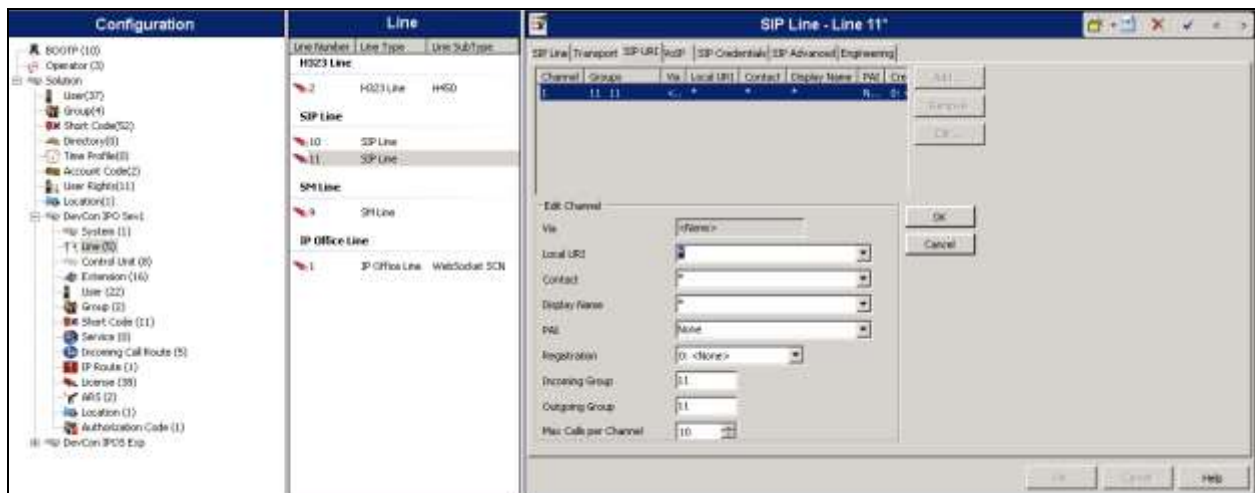 Configuration
BOOTP (10)
Operator (3)
Solution
User(37)
Group(4)
Short Code(52)
Directory(0)
Time Profile(0)
Account Code(2)
User Rights(11)
Location(1)
DevCon IPO Sev1
System (1)
Line (5)
Control Unit (8)
Extension (16)
User (22)
Group (2)
Short Code (11)
Service (0)
Incoming Call Route (5)
IP Route (1)
License (38)
ARS (2)
Location (1)
Authorization Code (1)
DevCon IPOS Exp
Line
Line Number Line Type Line SubType
H323 Line
2 H323 Line H450
SIP Line
10 SIP Line
11 SIP Line
SM Line
9 SM Line
IP Office Line
1 IP Office Line WebSocket SCN
SIP Line - Line 11*
SIP Line Transport SIP URI VoIP SIP Credentials SIP Advanced Engineering
Channel Groups Via Local URI Contact Display Name PAI Cre
1 11 11 <... * * * N... 0: <
Add...
Remove
Edit...
Edit Channel
Via <None>
Local URI *
Contact *
Display Name *
PAI None
Registration 0: <None>
Incoming Group 11
Outgoing Group 11
Max Calls per Channel 10
OK
Cancel
OK Cancel Help